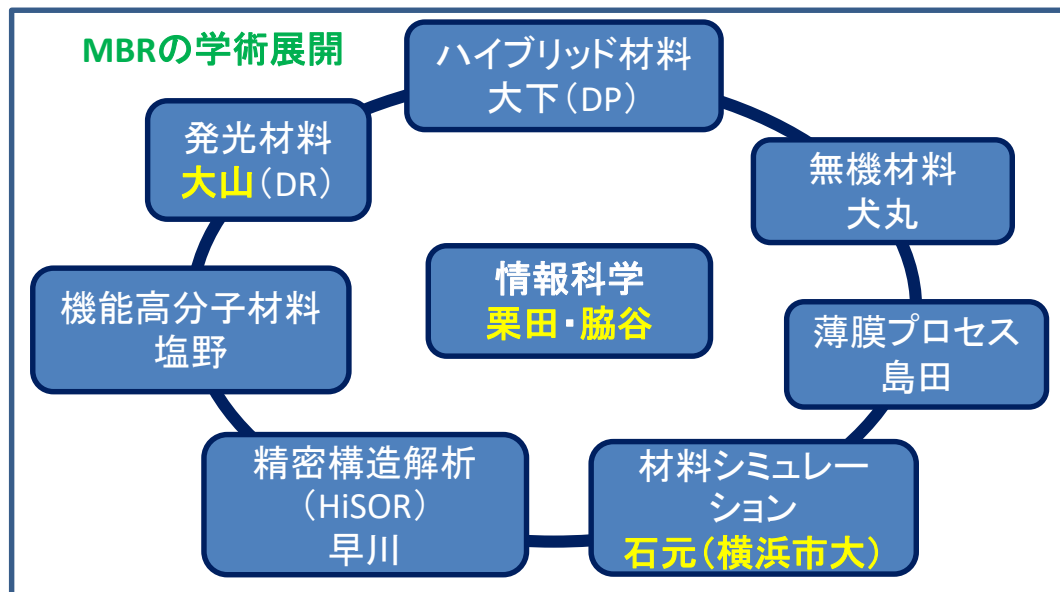 MBRの学術展開
ハイブリッド材料
大下(DP)
発光材料
大山(DR)
無機材料
犬丸
機能高分子材料
塩野
情報科学
栗田・脇谷
薄膜プロセス
島田
精密構造解析
(HiSOR)
早川
材料シミュレー
ション
石元(横浜市大)